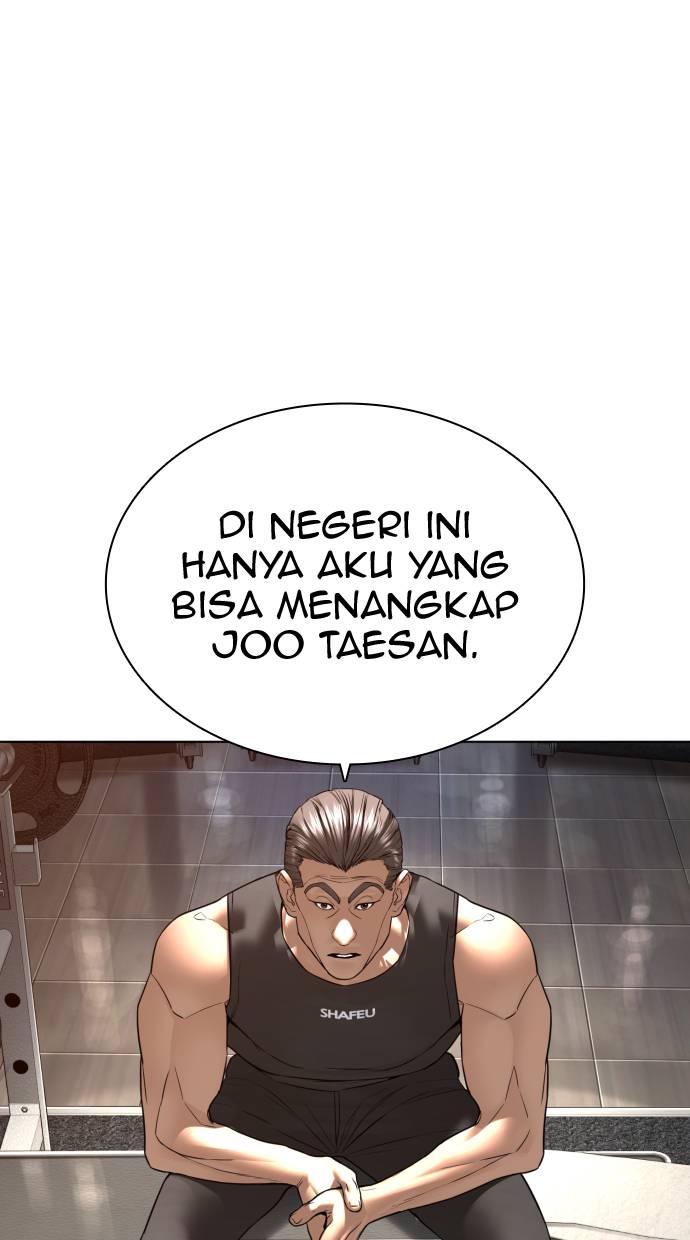 DI NEGERI INI
HANYA AKU YANG
BISA MENANGKAP
JOO TAESAN.
SHAFEU